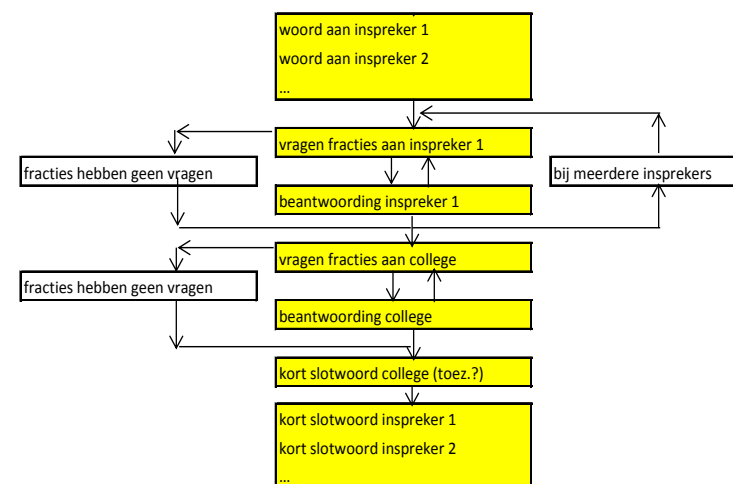 woord aan inspreker 1
woord aan inspreker 2
...
vragen fracties aan inspreker 1
fracties hebben geen vragen
bij meerdere insprekers
beantwoording inspreker 1
vragen fracties aan college
fracties hebben geen vragen
beantwoording college
kort slotwoord college (toez.?)
kort slotwoord inspreker 1
kort slotwoord inspreker 2
...